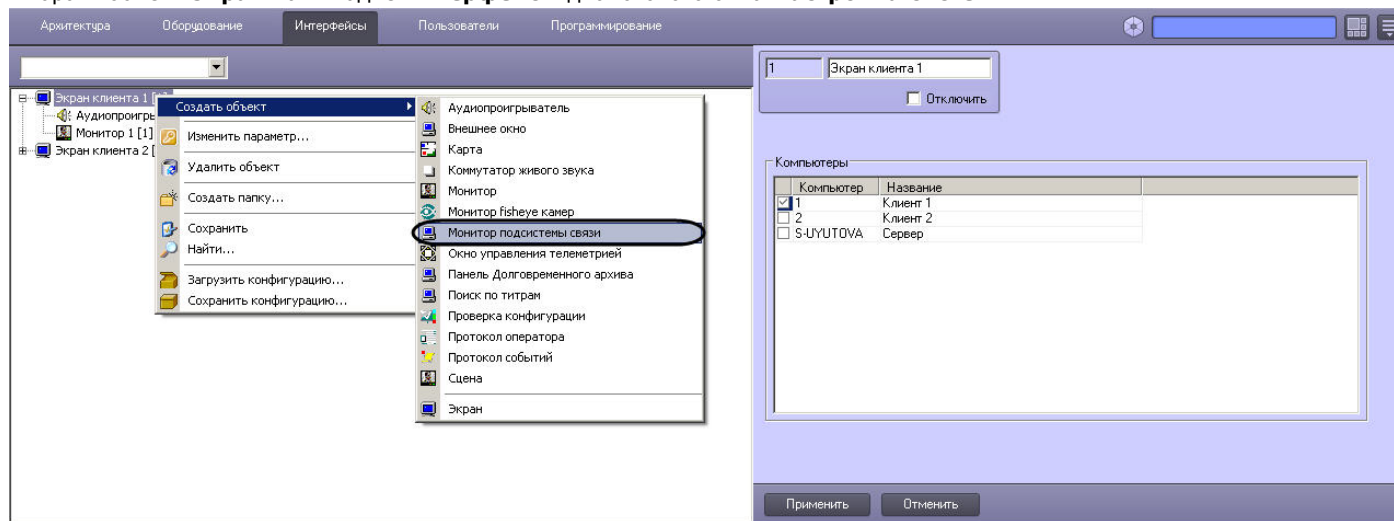 Архитектура Оборудование Интерфейсы Пользователи Программирование
Экран клиента 1 [1]
Аудиопроигры
Монитор 1 [1]
Экран клиента 2 [
Создать объект
Изменить параметр...
Удалить объект
Создать папку...
Сохранить
Найти...
Загрузить конфигурацию...
Сохранить конфигурацию...
Аудиопроигрыватель
Внешнее окно
Карта
Коммутатор живого звука
Монитор
Монитор fisheye камер
Монитор подсистемы связи
Окно управления телеметрией
Панель Долговременного архива
Поиск по титрам
Проверка конфигурации
Протокол оператора
Протокол событий
Сцена
Экран
1 Экран клиента 1
Отключить
Компьютеры
Компьютер Название
1 Клиент 1
2 Клиент 2
S-UYUTOVA Сервер
Применить Отменить